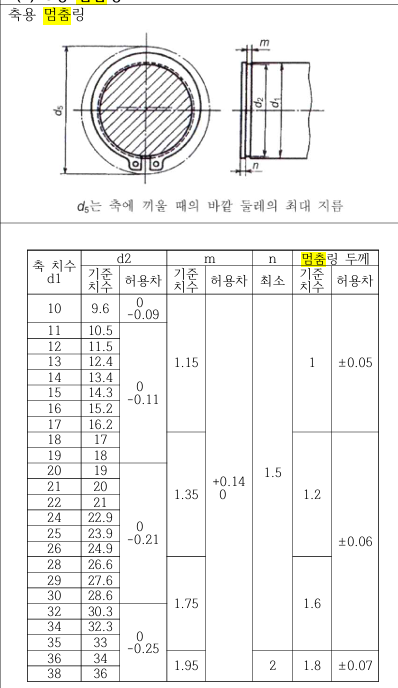 축용 멈춤링
m
d5
d2
d1
n
d5는 축에 끼울 때의 바깥 둘레의 최대 지름
축 치수 d1 d2 m n 멈춤링 두께
기준 치수 허용차 기준 치수 허용차 최소 기준 치수 허용차
10 9.6 0 -0.09 1.15 +0.14 0 1.5 1 ±0.05
11 10.5 0 -0.11
12 11.5
13 12.4
14 13.4
15 14.3
16 15.2
17 16.2
18 17 1.35 1.2 ±0.06
19 18
20 19 0 -0.21
21 20
22 21
24 22.9
25 23.9
26 24.9
28 26.6 1.75 1.6
29 27.6
30 28.6
32 30.3 0 -0.25
34 32.3
35 33
36 34 1.95 2 1.8 ±0.07
38 36